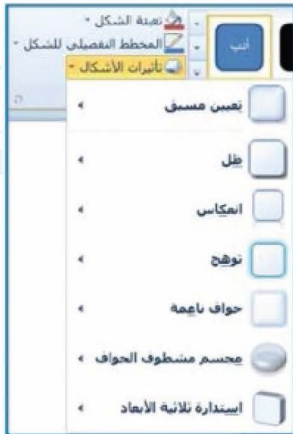 تعبئة الشكل
المخطط التفصيلي للشكل
تأثيرات الأشكال
أنب
تعيين مسبق
ظل
انعكاس
توهج
حواف ناعمة
مجسم مشطوف الحواف
استدارة ثلاثية الأبعاد